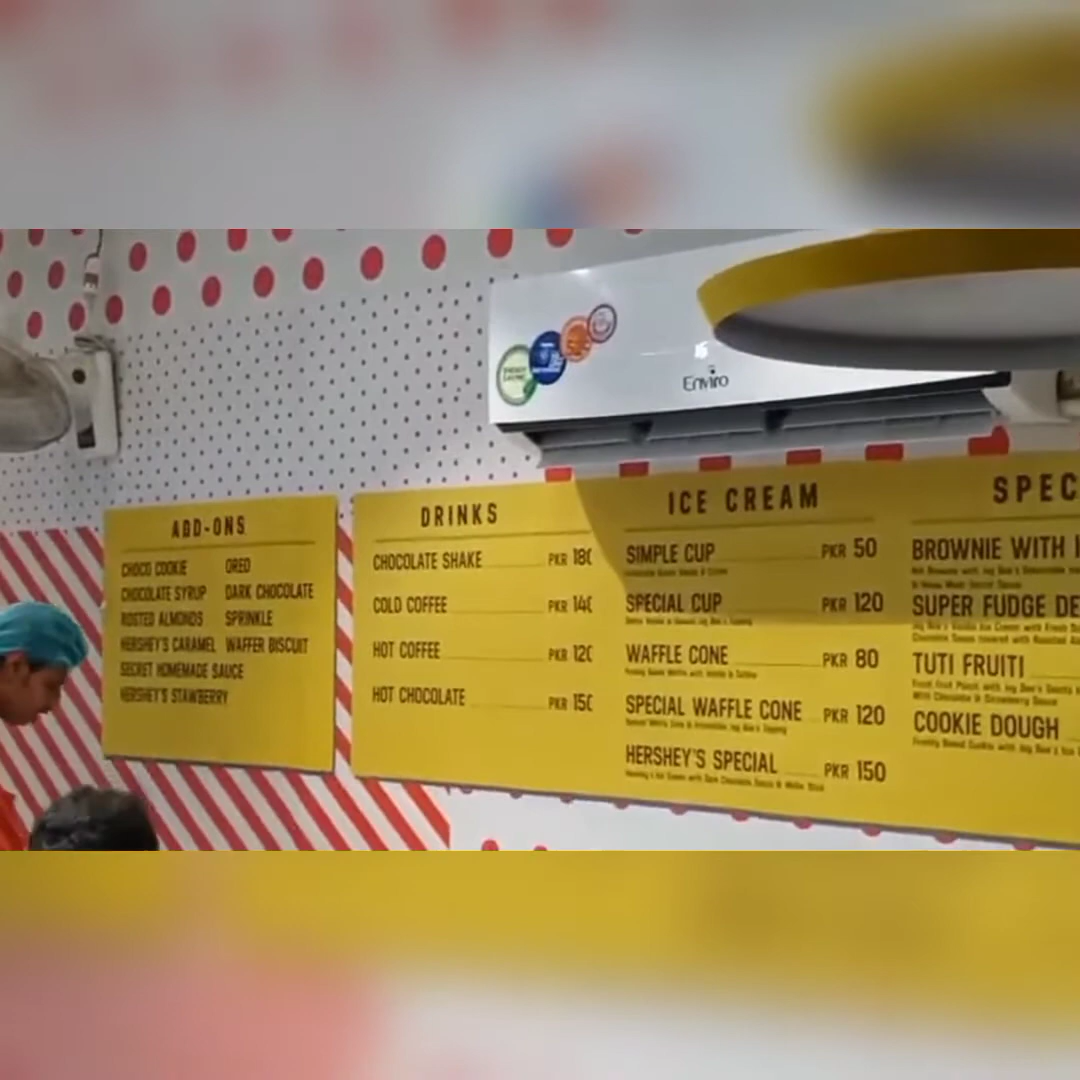 Enviro
ADD-ONS
CHOCO COOKIE OREO
CHOCOLATE SYRUP DARK CHOCOLATE
ROSTED ALMONDS SPRINKLE
HERSHEY'S CARAMEL WAFFER BISCUIT
SECRET HOMEMADE SAUCE
HERSHEY'S STAWBERRY
DRINKS
CHOCOLATE SHAKE PKR 180
COLD COFFEE PKR 140
HOT COFFEE PKR 120
HOT CHOCOLATE PKR 150
ICE CREAM
SIMPLE CUP PKR 50
SPECIAL CUP PKR 120
WAFFLE CONE PKR 80
SPECIAL WAFFLE CONE PKR 120
HERSHEY'S SPECIAL PKR 150
SPEC
BROWNIE WITH
SUPER FUDGE DE
TUTI FRUITI
COOKIE DOUGH